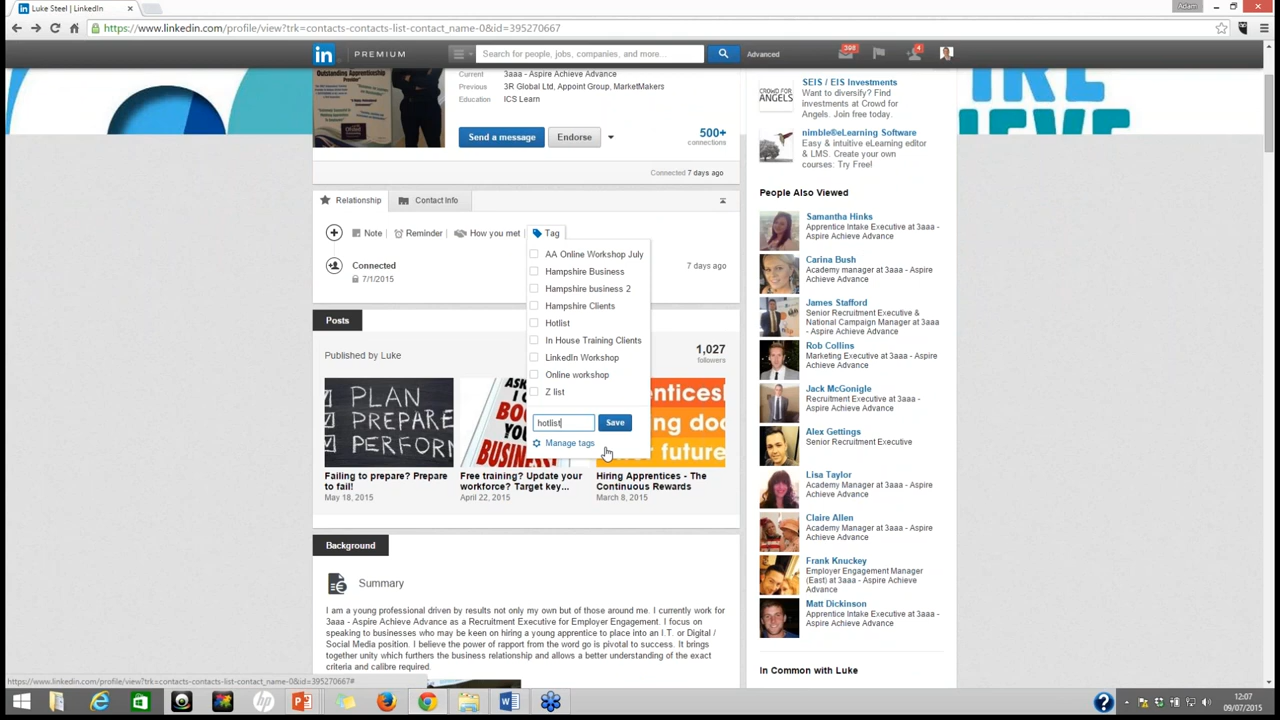 Luke Steel | LinkedIn
Adam
https://www.linkedin.com/profile/view?trk=contacts-contacts-list-contact_name-0&id=395270667
in
PREMIUM
Search for people, jobs, companies, and more...
Advanced
398
4
Outstanding Apprenticeship
Provider
Current
3aaa - Aspire Achieve Advance
Previous
3R Global Ltd, Appoint Group, MarketMakers
Education
ICS Learn
Send a message
Endorse
500+
connections
Connected 7 days ago
Relationship
Contact Info
Note
Reminder
How you met
Tag
Connected
7/1/2015
7 days ago
AA Online Workshop July
Hampshire Business
Hampshire business 2
Hampshire Clients
Hotlist
In House Training Clients
LinkedIn Workshop
Online workshop
Z list
hotlist
Save
Manage tags
Posts
Published by Luke
1,027
followers
PLAN
PREPARE
PERFORM
ASK
TO
BOO
YOU
BUSINESS!
enticesh
ng doo
future
Failing to prepare? Prepare
to fail!
May 18, 2015
Free training? Update your
workforce? Target key...
April 22, 2015
Hiring Apprentices - The
Continuous Rewards
March 8, 2015
Background
Summary
I am a young professional driven by results not only my own but of those around me. I currently work for
3aaa - Aspire Achieve Advance as a Recruitment Executive for Employer Engagement. I focus on
speaking to businesses who may be keen on hiring a young apprentice to place into an I.T. or Digital /
Social Media position. I believe the power of rapport from the word go is pivotal to success. It brings
together unity which furthers the business relationship and allows a better understanding of the exact
criteria and calibre required.
SEIS / EIS Investments
Want to diversify? Find
investments at Crowd for
Angels. Join free today.
CROWD FOR
ANGELS
nimble®eLearning Software
Easy & intuitive eLearning editor
& LMS. Create your own
courses: Try Free!
People Also Viewed
Samantha Hinks
Apprentice Intake Executive at 3aaa -
Aspire Achieve Advance
Carina Bush
Academy manager at 3aaa - Aspire
Achieve Advance
James Stafford
Senior Recruitment Executive &
National Campaign Manager at 3aaa
- Aspire Achieve Advance
Rob Collins
Marketing Executive at 3aaa - Aspire
Achieve Advance
Jack McGonigle
Recruitment Executive at 3aaa -
Aspire Achieve Advance
Alex Gettings
Senior Recruitment Executive
Lisa Taylor
Academy Manager at 3aaa - Aspire
Achieve Advance
Claire Allen
Academy Manager at 3aaa - Aspire
Achieve Advance
Frank Knuckey
Employer Engagement Manager
(East) at 3aaa - Aspire Achieve
Advance
Matt Dickinson
Apprentice Intake Executive at 3aaa -
Aspire Achieve Advance
In Common with Luke
https://www.linkedin.com/profile/view?trk=contacts-contacts-list-contact_name-0&id=395270667#
12:07
09/07/2015